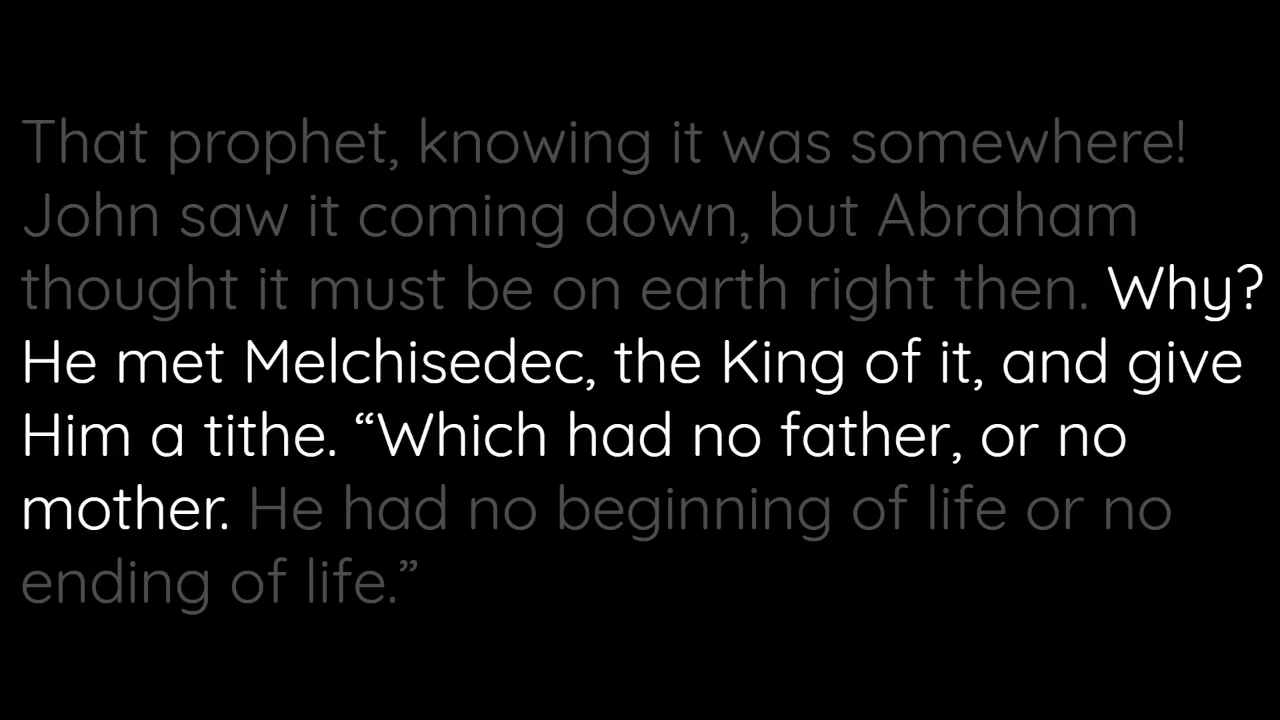 That prophet, knowing it was somewhere!
John saw it coming down, but Abraham
thought it must be on earth right then. Why?
He met Melchisedec, the King of it, and give
Him a tithe. “Which had no father, or no
mother. He had no beginning of life or no
ending of life.”